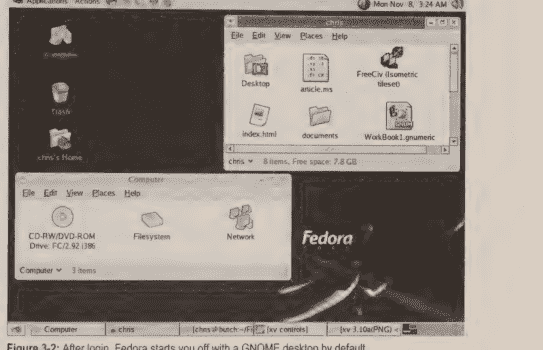 Applications Actions
Mon Nov 8, 3:24 AM
chris
File Edit View Places Help
Desktop
article.ms
FreeCiv (Isometric
tileset)
index.html
documents
WorkBook1.gnumeric
chris 8 items, Free space: 7.8 GB
Trash
chris's Home
Computer
File Edit View Places Help
CD-RW/DVD-ROM
Drive: FC/2.92 i386
Filesystem
Network
Computer 3 items
Fedora
Computer
chris
[xv controls]
[xv 3.10a(PNG) <
Figure 3-2: After login, Fedora starts you off with a GNOME desktop by default.